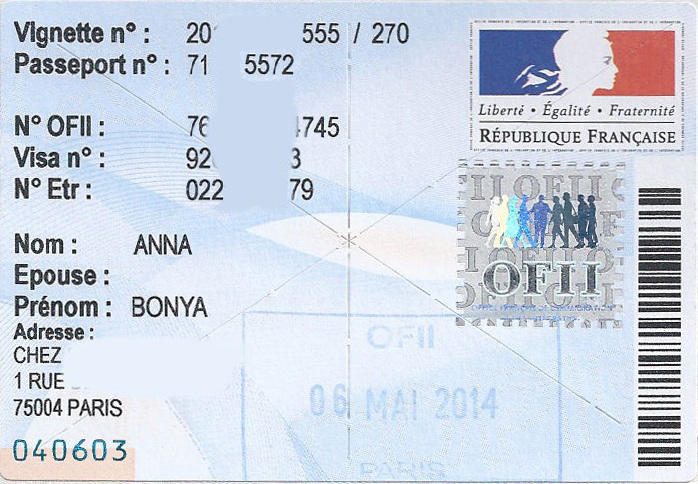 Vignette n° : 20 555 / 270
Passeport n° : 71 5572
N° OFII : 76 4745
Visa n° : 92 3
N° Etr : 022 79
Nom : ANNA
Epouse :
Prénom : BONYA
Adresse :
CHEZ
1 RUE
75004 PARIS
040603
Liberté • Égalité • Fraternité
RÉPUBLIQUE FRANÇAISE
OFII
OFII
06 MAI 2014
PARIS